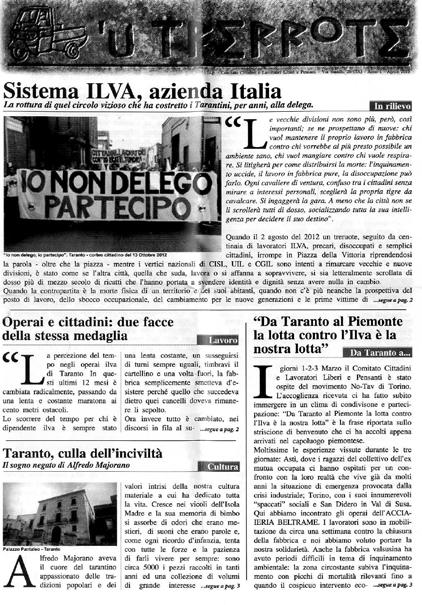 'U TRE RROTE
Sistema ILVA, azienda Italia
La rottura di quel circolo vizioso che ha costretto i Tarantini, per anni, alla delega.
In rilievo
IO NON DELEGO
PARTECIPO
"Io non delego, io partecipo". Taranto - corteo cittadino del 13 Ottobre 2012
“Le vecchie divisioni non sono più, però, così
importanti; se ne prospettano di nuove: chi
vuol mantenere il proprio lavoro in fabbrica
contro chi vorrebbe al più presto possibile un
ambiente sano, chi vuol mangiare contro chi vuole respira-
re. Si litigherà per come distribuirsi la morte: l'inquinamen-
to uccide, il lavoro in fabbrica pure, la disoccupazione può
farlo. Ogni cavaliere di ventura, confuso tra i cittadini senza
mirare a interessi personali, sceglierà la propria tigre da
cavalcare. Si ingaggerà la gara. A meno che la città non se
li scrollerà tutti di dosso, socializzando tutta la sua intelli-
genza per decidere il suo destino”.
Quando il 2 agosto del 2012 un treruote, seguito da cen-
tinaia di lavoratori ILVA, precari, disoccupati e semplici
cittadini, irrompe in Piazza della Vittoria riprendendosi
la parola - oltre che la piazza - mentre i vertici nazionali di CISL, UIL e CGIL sono intenti a rimarcare vecchie e nuove
divisioni, è stato come se l'altra città, quella che suda, lavora o si affanna a sopravvivere, si sia letteralmente scrollata di
dosso più di mezzo secolo di ricatti che l'hanno portata a svendere identità e dignità senza avere nulla in cambio.
Quando la controparte è la morte fisica di un territorio e dei suoi abitanti, quando non c'è più neanche la prospettiva del
posto di lavoro, dello sbocco occupazionale, del cambiamento per le nuove generazioni e le prime vittime di ...segue a pag. 2
Operai e cittadini: due facce
della stessa medaglia
Lavoro
“La percezione del tem-
po negli operai ilva
di Taranto In que-
sti ultimi 12 mesi è
cambiata radicalmente, passando da
una lenta e costante maratona ai
cento metri ostacoli.
Lo scorrere del tempo per chi è
dipendente ilva è sempre stato
una lenta costante, un susseguirsi
di turni sempre uguali, timbravi il
cartellino e una volta fuori, la fab-
brica semplicemente smetteva d'e-
sistere perché quello che succedeva
dietro quei cancelli doveva rimane-
re lì sepolto.
Ora invece tutto è cambiato, nei
discorsi in fila al su- ...segue a pag. 2
“Da Taranto al Piemonte
la lotta contro l'Ilva è la
nostra lotta”
Da Taranto a...
I giorni 1-2-3 Marzo il Comitato Cittadini
e Lavoratori Liberi e Pensanti è stato
ospite del movimento No-Tav di Torino.
L'accoglienza ricevuta ci ha fatto subito
immergere in un clima di condivisione e parteci-
pazione: “Da Taranto al Piemonte la lotta contro
l'Ilva è la nostra lotta” è la frase riportata sullo
striscione di benvenuto che ci ha accolti appena
arrivati nel capoluogo piemontese.
Moltissime le esperienze vissute durante le tre
giornate: Asti, dove i ragazzi del collettivo dell'ex
mutua occupata ci hanno ospitati per un con-
fronto con la loro realtà che vive già da molti
anni la situazione di emergenza provocata dalla
crisi industriale; Torino, con i suoi innumerevoli
“spaccati” sociali e San Didero in Val di Susa.
Qui abbiamo incontrato gli operai dell'ACCIA-
IERIA BELTRAME. I lavoratori sono in mobilita-
zione da circa una settimana contro la chiusura
della fabbrica e noi abbiamo voluto portare la
nostra solidarietà. Anche la fabbrica valsusina ha
avuto periodi difficili in tema di inquinamento
ambientale: la zona circostante subiva l'inquina-
mento con picchi di mortalità rilevanti fino a
quando il cospicuo intervento eco- ...segue a pag. 3
Taranto, culla dell'inciviltà
Il sogno negato di Alfredo Majorano
Cultura
Palazzo Pantaleo - Taranto
Alfredo Majorano aveva
il cuore del tarantino
appassionato delle tra-
dizioni popolari e dei
valori intrisi della nostra cultura
materiale a cui ha dedicato tutta
la vita. Cresce nei vicoli dell'Isola
Madre e la sua memoria di bimbo
si assorbe di odori che erano me-
stieri, di suoni che erano parole e,
come ogni ricordo d'infanzia, tenta
con tutte le forze e la pazienza
di farli vivere per sempre: sono
circa 5000 i pezzi raccolti in tanti
anni ed una collezione di volumi
di grande interesse ...segue a pag. 3